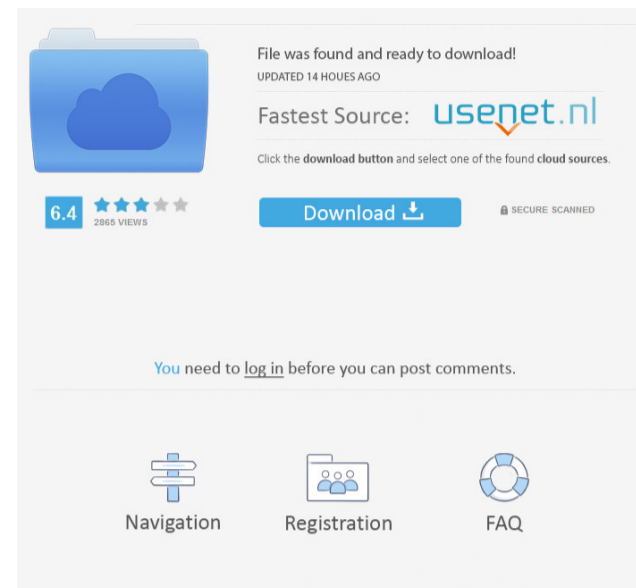 File was found and ready to download!
UPDATED 14 HOUES AGO
Fastest Source: usenet.nl
Click the download button and select one of the found cloud sources.
6.4
2865 VIEWS
Download
SECURE SCANNED
You need to log in before you can post comments.
Navigation
Registration
FAQ